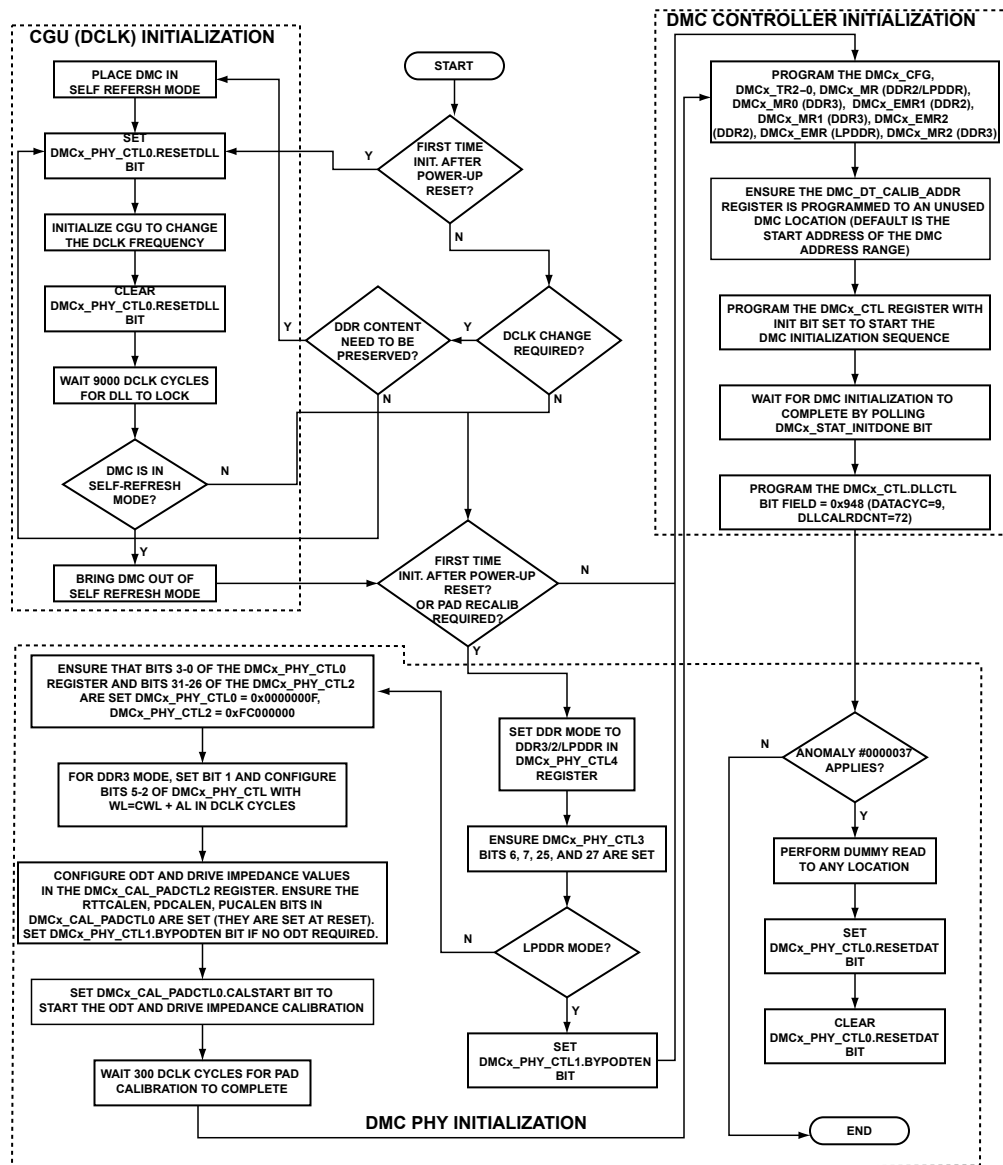 CGU (DCLK) INITIALIZATION
PLACE DMC IN
SELF REFERSH MODE
SET
DMCx_PHY_CTL0.RESETDLL
BIT
INITIALIZE CGU TO CHANGE
THE DCLK FREQUENCY
CLEAR
DMCx_PHY_CTL0.RESETDLL
BIT
WAIT 9000 DCLK CYCLES
FOR DLL TO LOCK
DMC IS IN
SELF-REFRESH
MODE?
N
Y
BRING DMC OUT OF
SELF REFRESH MODE
START
FIRST TIME
INIT. AFTER
POWER-UP
RESET?
Y
N
DCLK CHANGE
REQUIRED?
Y
N
DDR CONTENT
NEED TO BE
PRESERVED?
Y
N
FIRST TIME
INIT. AFTER POWER-UP
RESET?
OR PAD RECALIB
REQUIRED?
N
Y
DMC CONTROLLER INITIALIZATION
PROGRAM THE DMCx_CFG,
DMCx_TR2–0, DMCx_MR (DDR2/LPDDR),
DMCx_MR0 (DDR3), DMCx_EMR1 (DDR2),
DMCx_MR1 (DDR3), DMCx_EMR2
(DDR2), DMCx_EMR (LPDDR), DMCx_MR2 (DDR3)
ENSURE THE DMC_DT_CALIB_ADDR
REGISTER IS PROGRAMMED TO AN UNUSED
DMC LOCATION (DEFAULT IS THE
START ADDRESS OF THE DMC
ADDRESS RANGE)
PROGRAM THE DMCx_CTL REGISTER WITH
INIT BIT SET TO START THE
DMC INITIALIZATION SEQUENCE
WAIT FOR DMC INITIALIZATION TO
COMPLETE BY POLLING
DMCx_STAT_INITDONE BIT
PROGRAM THE DMCx_CTL.DLLCTL
BIT FIELD = 0x948 (DATACYC=9,
DLLCALRDCNT=72)
ENSURE THAT BITS 3-0 OF THE DMCx_PHY_CTL0
REGISTER AND BITS 31-26 OF THE DMCx_PHY_CTL2
ARE SET DMCx_PHY_CTL0 = 0x0000000F,
DMCx_PHY_CTL2 = 0xFC000000
FOR DDR3 MODE, SET BIT 1 AND CONFIGURE
BITS 5-2 OF DMCx_PHY_CTL WITH
WL=CWL + AL IN DCLK CYCLES
CONFIGURE ODT AND DRIVE IMPEDANCE VALUES
IN THE DMCx_CAL_PADCTL2 REGISTER. ENSURE THE
RTTCALEN, PDCALEN, PUCALEN BITS IN
DMCx_CAL_PADCTL0 ARE SET (THEY ARE SET AT RESET).
SET DMCx_PHY_CTL1.BYPODTEN BIT IF NO ODT REQUIRED.
SET DMCx_CAL_PADCTL0.CALSTART BIT TO
START THE ODT AND DRIVE IMPEDANCE CALIBRATION
WAIT 300 DCLK CYCLES FOR PAD
CALIBRATION TO COMPLETE
SET DDR MODE TO
DDR3/2/LPDDR IN
DMCx_PHY_CTL4
REGISTER
ENSURE DMCx_PHY_CTL3
BITS 6, 7, 25, AND 27 ARE SET
LPDDR MODE?
N
Y
SET
DMCx_PHY_CTL1.BYPODTEN
BIT
DMC PHY INITIALIZATION
ANOMALY #0000037
APPLIES?
N
Y
PERFORM DUMMY READ
TO ANY LOCATION
SET
DMCx_PHY_CTL0.RESETDAT
BIT
CLEAR
DMCx_PHY_CTL0.RESETDAT
BIT
END